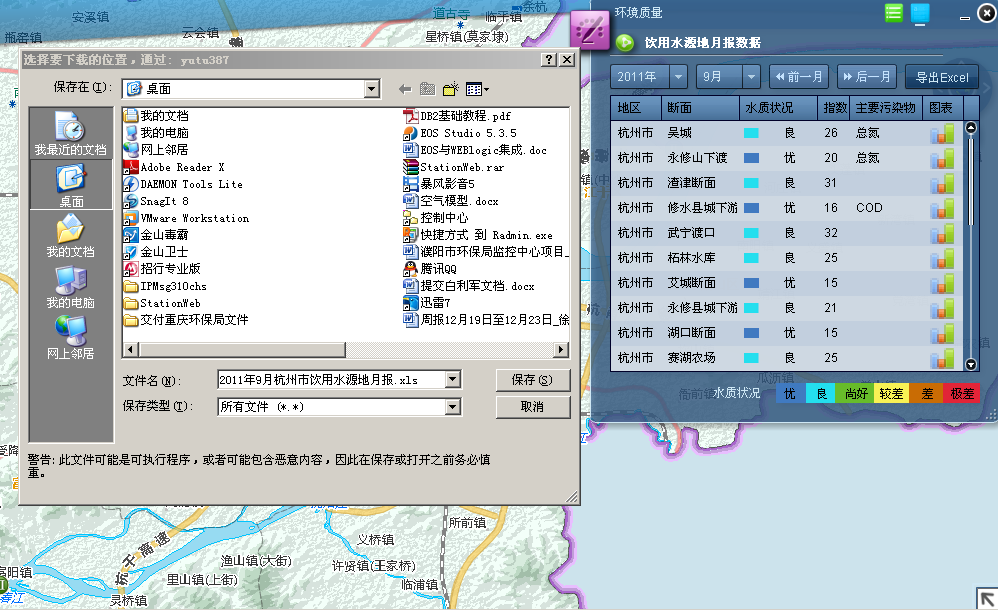 安溪镇
瓶窑镇
云会镇
道古寺
临平镇
余杭
星桥镇(莫家埭)
选择要下载的位置，通过: yutu387
保存在(I):
桌面
我最近的文档
桌面
我的文档
我的电脑
网上邻居
我的文档
我的电脑
网上邻居
Adobe Reader X
DAEMON Tools Lite
SnagIt 8
VMware Workstation
金山毒霸
金山卫士
招行专业版
IPMsg310chs
StationWeb
交付重庆环保局文件
DB2基础教程.pdf
EOS Studio 5.3.5
EOS与WEBlogic集成.doc
StationWeb.rar
暴风影音5
空气模型.docx
控制中心
快捷方式 到 Radmin.exe
濮阳市环保局监控中心项目_
腾讯QQ
提交白利军文档.docx
迅雷7
周报12月19日至12月23日_徐
文件名(N):
2011年9月杭州市饮用水源地月报.xls
保存(S)
保存类型(T):
所有文件 (*.*)
取消
警告: 此文件可能是可执行程序，或者可能包含恶意内容，因此在保存或打开之前务必慎
重。
环境质量
饮用水源地月报数据
2011年
9月
前一月
后一月
导出Excel
地区 断面 水质状况 指数 主要污染物 图表
杭州市 吴城 良 26 总氮
杭州市 永修山下渡 优 20 总氮
杭州市 渣津断面 良 31
杭州市 修水县城下游 优 16 COD
杭州市 武宁渡口 良 32
杭州市 柘林水库 良 25
杭州市 艾城断面 优 15
杭州市 永修县城下游 良 21
杭州市 湖口断面 优 15
杭州市 赛湖农场 良 25
瓜沥镇
衙前镇
水质状况 优 良 尚好 较差 差 极差
所前镇
义桥镇
杭千高速
渔山镇(大街)
许贤镇(王家桥)
里山镇(上街)
临浦镇
灵桥镇